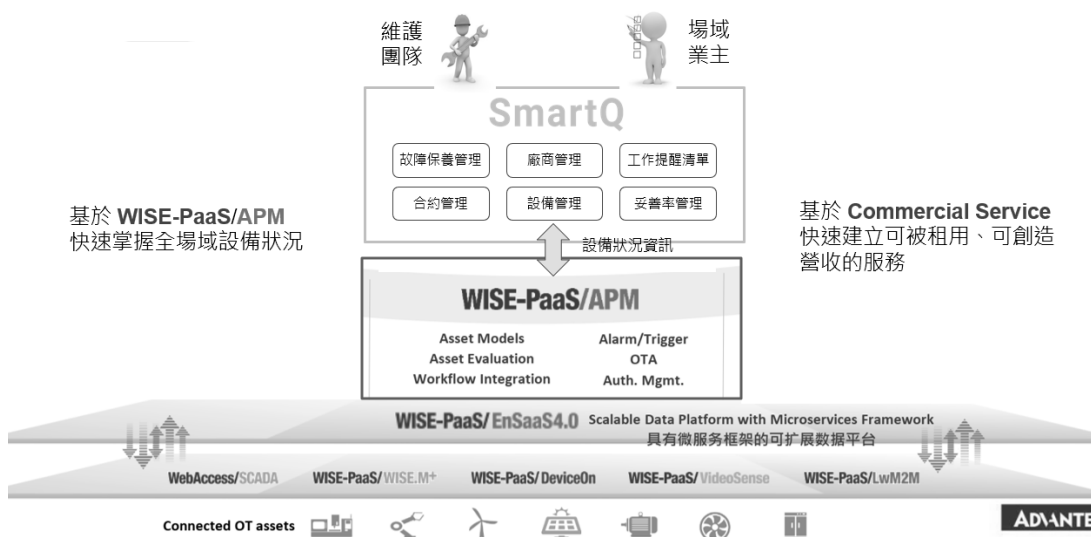 維護
團隊
場域
業主
SmartQ
故障保養管理
廠商管理
工作提醒清單
合約管理
設備管理
妥善率管理
基於 WISE-PaaS/APM
快速掌握全場域設備狀況
基於 Commercial Service
快速建立可被租用、可創造
營收的服務
設備狀況資訊
WISE-PaaS/APM
Asset Models
Alarm/Trigger
Asset Evaluation
OTA
Workflow Integration
Auth. Mgmt.
WISE-PaaS/EnSaaS4.0 Scalable Data Platform with Microservices Framework
具有微服务框架的可扩展数据平台
WebAccess/SCADA
WISE-PaaS/WISE.M+
WISE-PaaS/DeviceOn
WISE-PaaS/VideoSense
WISE-PaaS/LwM2M
Connected OT assets
ADVANTE